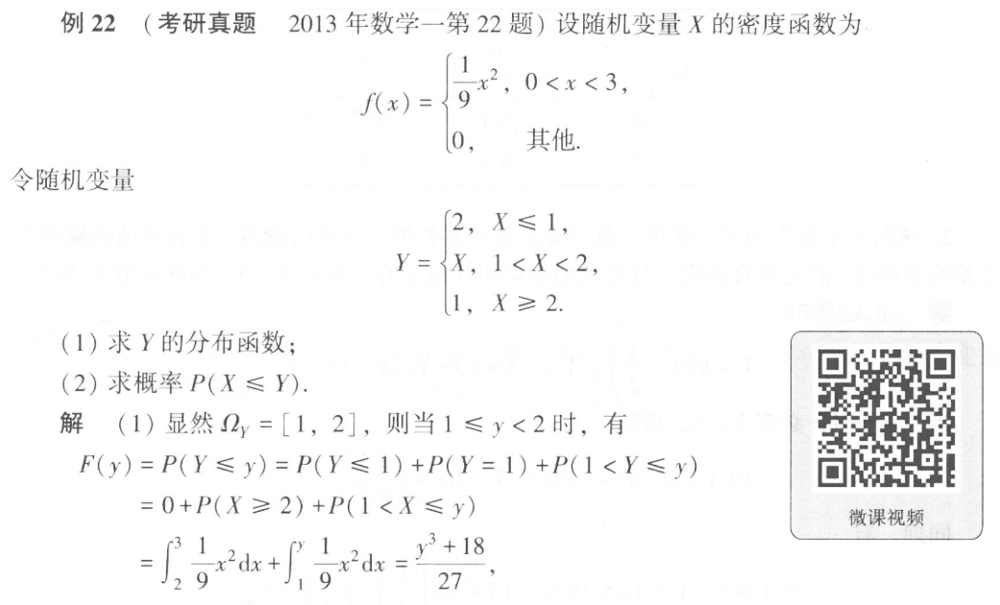 例 22 (考研真题 2013 年数学一第 22 题) 设随机变量 X 的密度函数为
f(x) = { 1/9 x², 0 < x < 3,
0, 其他.
令随机变量
Y = { 2, X ≤ 1,
X, 1 < X < 2,
1, X ≥ 2.
(1) 求 Y 的分布函数;
(2) 求概率 P(X ≤ Y).
解 (1) 显然 Ω_Y = [1, 2], 则当 1 ≤ y < 2 时, 有
F(y) = P(Y ≤ y) = P(Y ≤ 1) + P(Y = 1) + P(1 < Y ≤ y)
= 0 + P(X ≥ 2) + P(1 < X ≤ y)
= ∫₂³ 1/9 x² dx + ∫₁^y 1/9 x² dx = (y³ + 18)/27,
微课视频